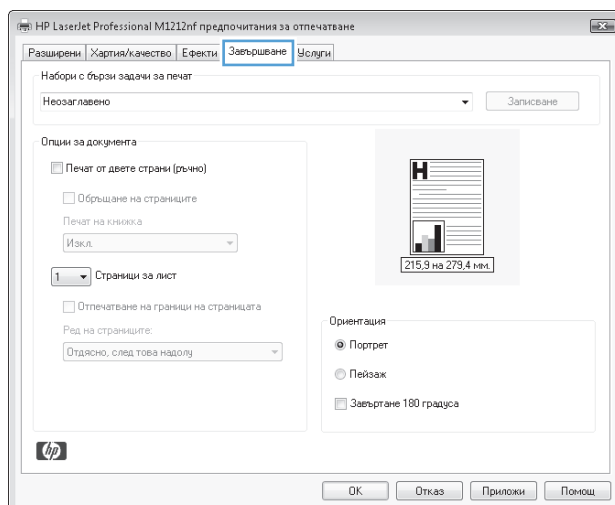 HP LaserJet Professional M1212nf предпочитания за отпечатване
Разширени Хартия/качество Ефекти Завършване Услуги
Набори с бързи задачи за печат
Неозаглавено Записване
Опции за документа
Печат от двете страни (ръчно)
Обръщане на страниците
Печат на книжка
Изкл.
1 Страници за лист
Отпечатване на граници на страницата
Ред на страниците:
Отдясно, след това надолу
H
215,9 на 279,4 мм.
Ориентация
Портрет
Пейзаж
Завъртане 180 градуса
hp
OK Отказ Приложи Помощ